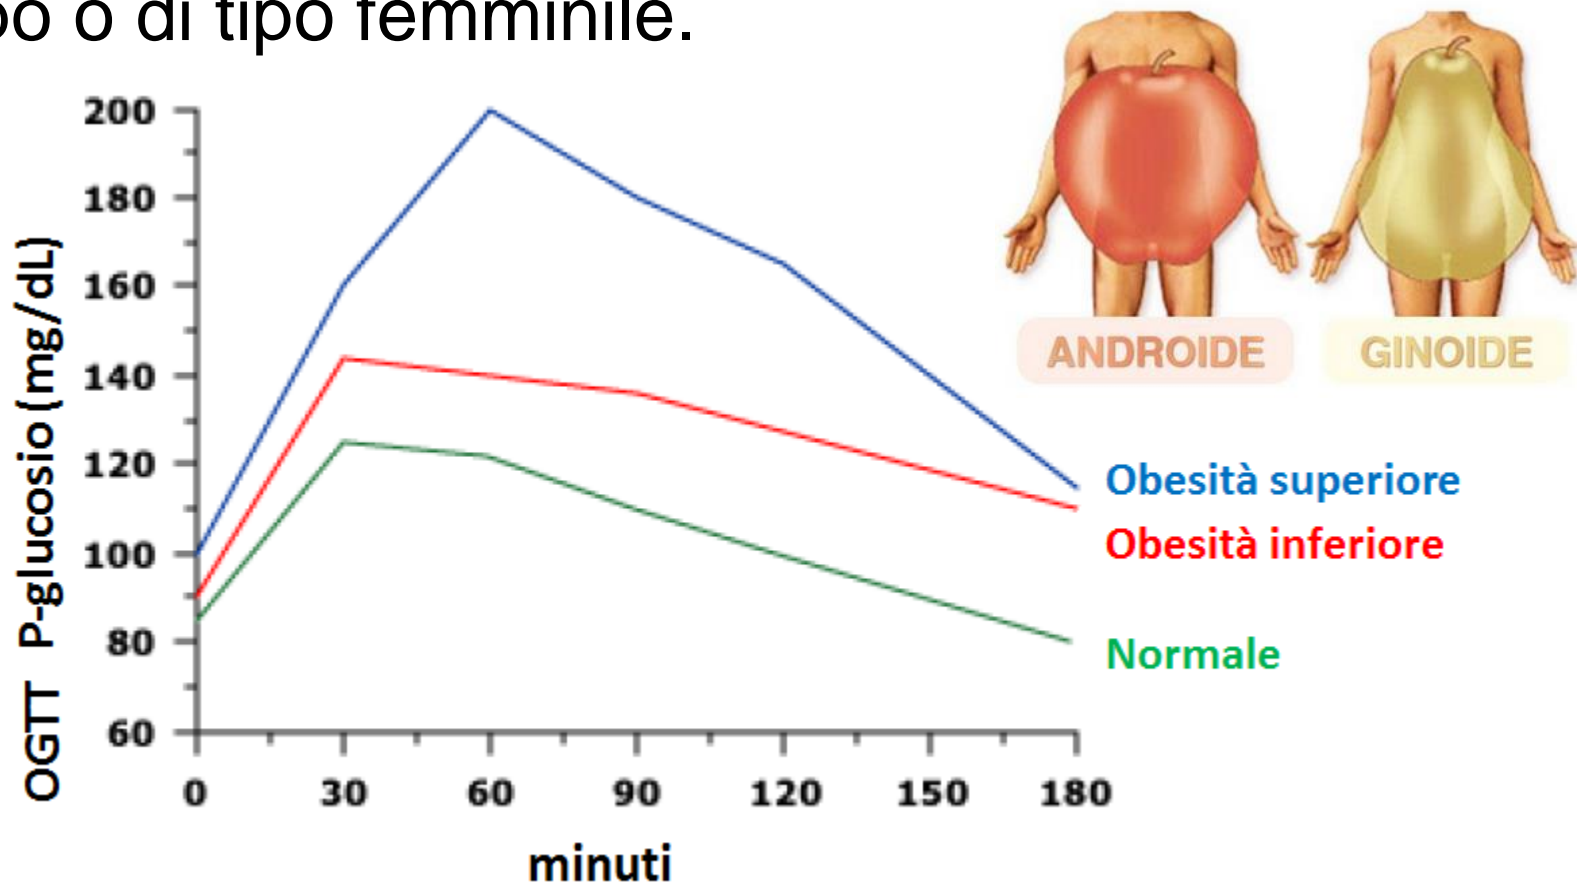 o o di tipo femminile.
200
180
160
140
120
100
80
60
OGTT P-glucosio (mg/dL)
0 30 60 90 120 150 180
minuti
ANDROIDE
GINOIDE
Obesità superiore
Obesità inferiore
Normale